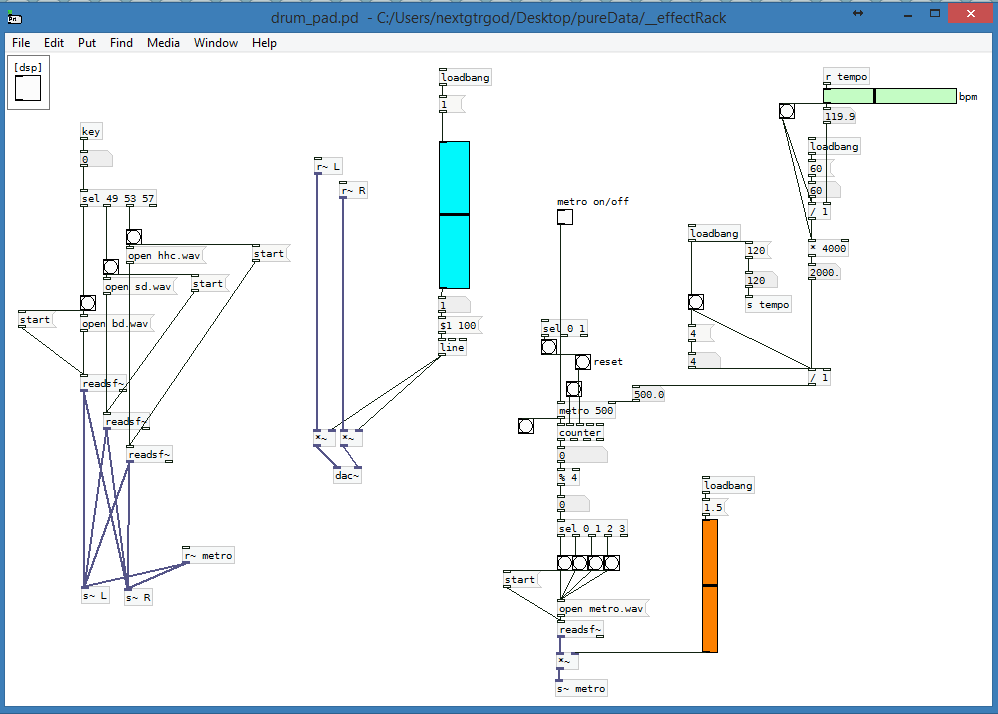 drum_pad.pd - C:/Users/nextgtrgod/Desktop/pureData/__effectRack
File Edit Put Find Media Window Help
[dsp]
key
0
sel 49 53 57
open hhc.wav
start
open sd.wav
start
start
open bd.wav
readsf~
readsf~
readsf~
r~ metro
s~ L
s~ R
r~ L
r~ R
loadbang
1
1
$1 100
line
*~
*~
dac~
metro on/off
sel 0 1
reset
500.0
metro 500
counter
0
% 4
0
sel 0 1 2 3
start
open metro.wav
readsf~
*~
s~ metro
loadbang
1.5
loadbang
120
120
s tempo
4
4
r tempo
bpm
119.9
loadbang
60
60
/ 1
* 4000
2000.
/ 1